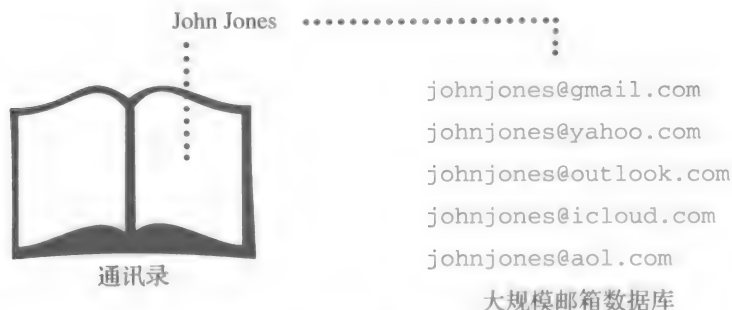 John Jones
johnjones@gmail.com
johnjones@yahoo.com
johnjones@outlook.com
johnjones@icloud.com
johnjones@aol.com
通讯录
大规模邮箱数据库